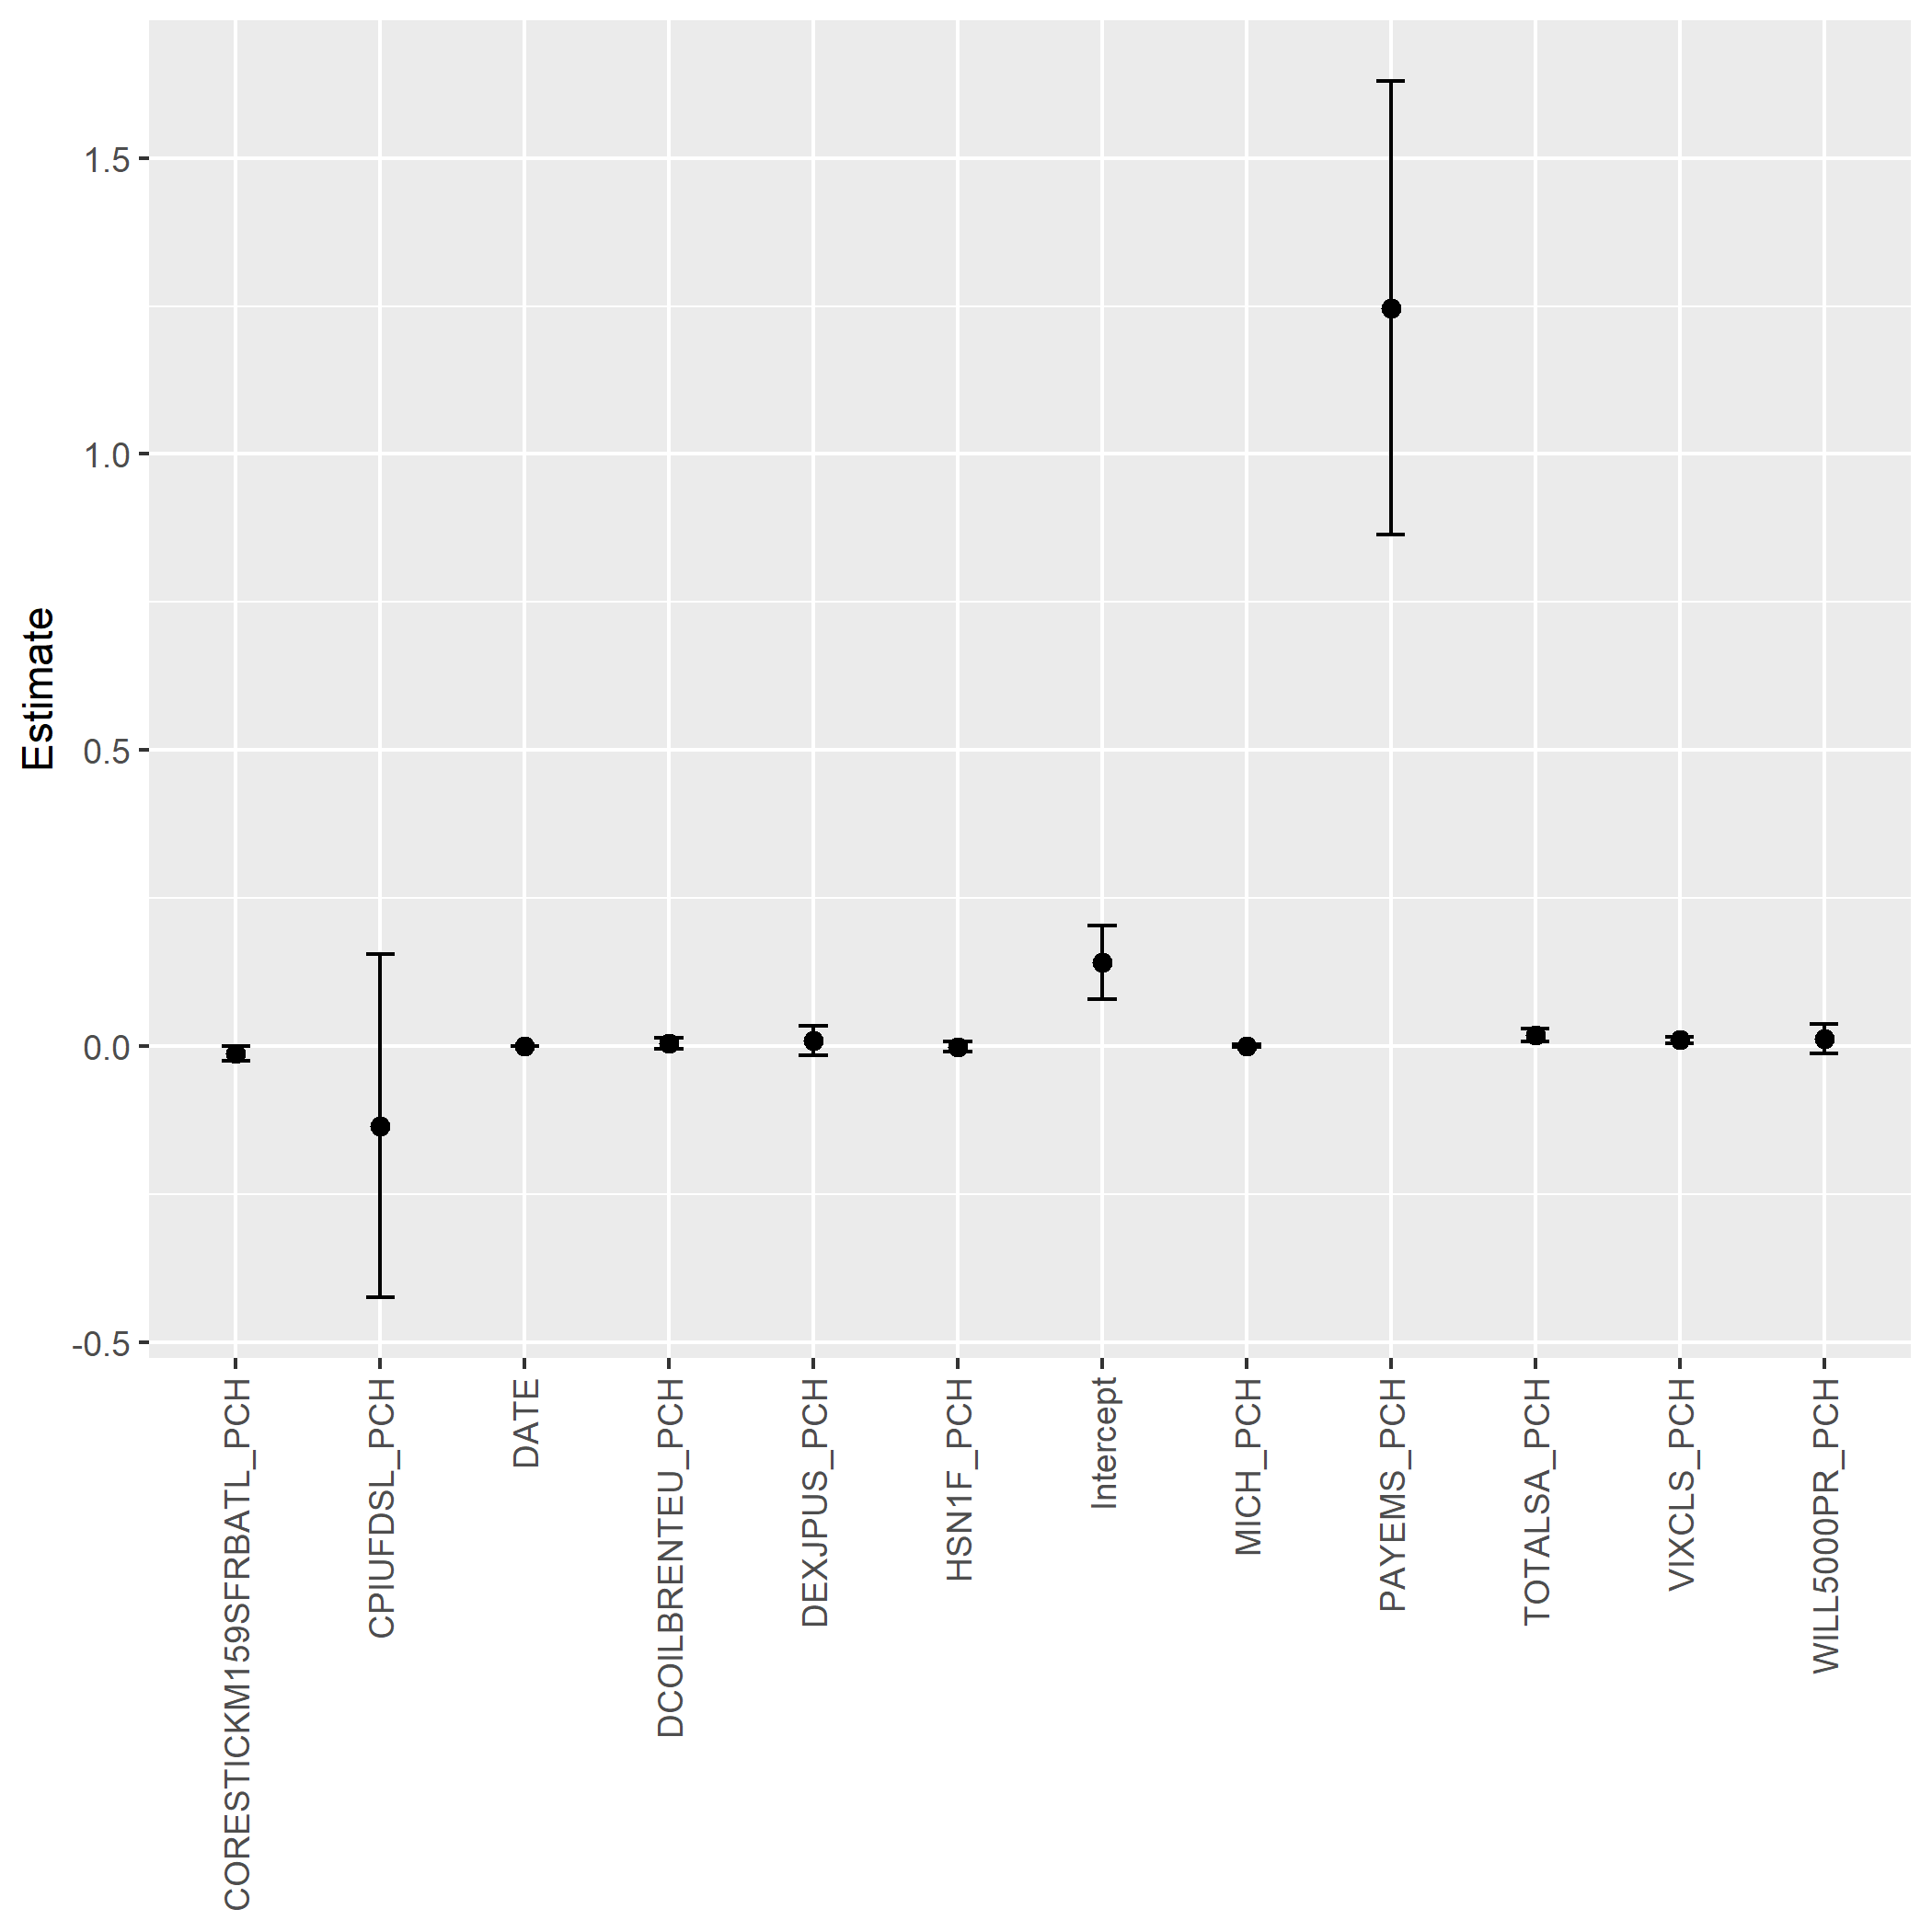 Estimate
1.5
1.0
0.5
0.0
-0.5
CORESTICKM159SFRBATL_PCH
CPIUFDSL_PCH
DATE
DCOILBRENTEU_PCH
DEXJPUS_PCH
HSN1F_PCH
Intercept
MICH_PCH
PAYEMS_PCH
TOTALSA_PCH
VIXCLS_PCH
WILL5000PR_PCH